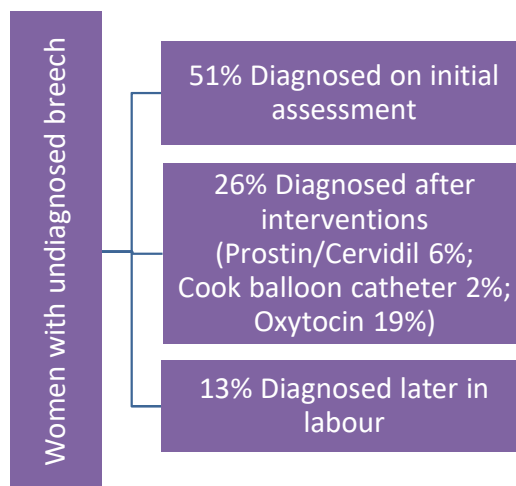 Women with undiagnosed breech
51% Diagnosed on initial
assessment
26% Diagnosed after
interventions
(Prostin/Cervidil 6%;
Cook balloon catheter 2%;
Oxytocin 19%)
13% Diagnosed later in
labour